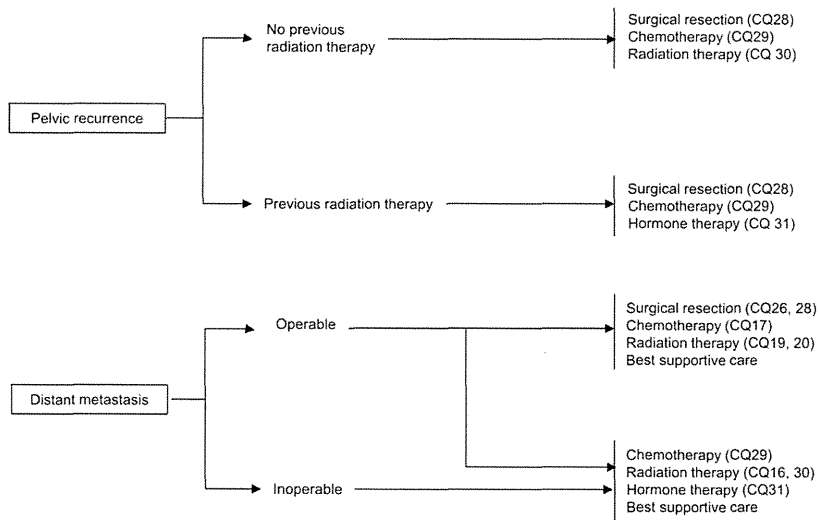 No previous
radiation therapy
Surgical resection (CQ28)
Chemotherapy (CQ29)
Radiation therapy (CQ 30)
Pelvic recurrence
Previous radiation therapy
Surgical resection (CQ28)
Chemotherapy (CQ29)
Hormone therapy (CQ 31)
Operable
Surgical resection (CQ26, 28)
Chemotherapy (CQ17)
Radiation therapy (CQ19, 20)
Best supportive care
Distant metastasis
Inoperable
Chemotherapy (CQ29)
Radiation therapy (CQ16, 30)
Hormone therapy (CQ31)
Best supportive care